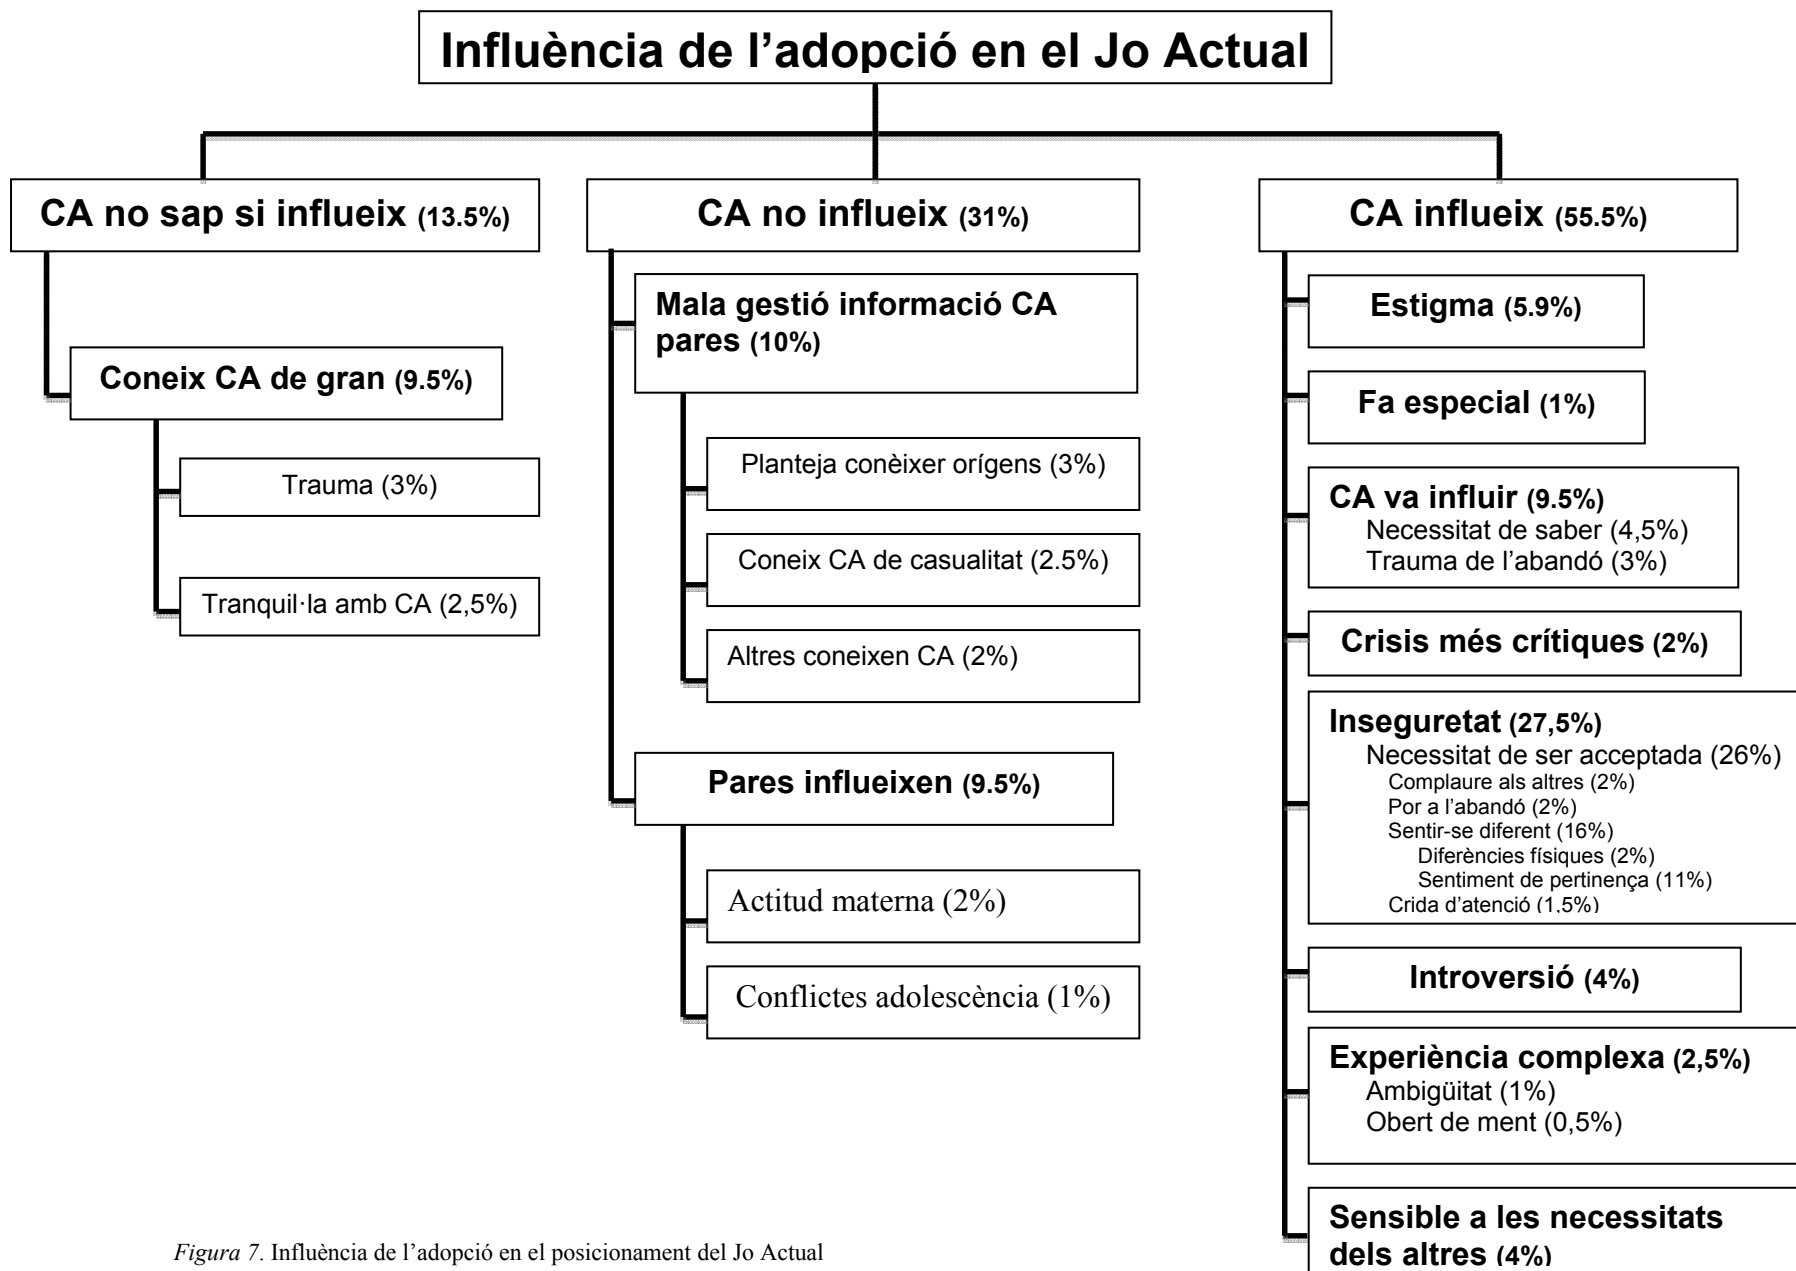 Influència de l’adopció en el Jo Actual
CA no sap si influeix (13.5%)
Coneix CA de gran (9.5%)
Trauma (3%)
Tranquil·la amb CA (2,5%)
CA no influeix (31%)
Mala gestió informació CA
pares (10%)
Planteja conèixer orígens (3%)
Coneix CA de casualitat (2.5%)
Altres coneixen CA (2%)
Pares influeixen (9.5%)
Actitud materna (2%)
Conflictes adolescència (1%)
CA influeix (55.5%)
Estigma (5.9%)
Fa especial (1%)
CA va influir (9.5%)
Necessitat de saber (4,5%)
Trauma de l’abandó (3%)
Crisis més crítiques (2%)
Inseguretat (27,5%)
Necessitat de ser acceptada (26%)
Complaure als altres (2%)
Por a l’abandó (2%)
Sentir-se diferent (16%)
Diferències físiques (2%)
Sentiment de pertinença (11%)
Crida d’atenció (1,5%)
Introversió (4%)
Experiència complexa (2,5%)
Ambigüitat (1%)
Obert de ment (0,5%)
Sensible a les necessitats
dels altres (4%)
Figura 7. Influència de l’adopció en el posicionament del Jo Actual